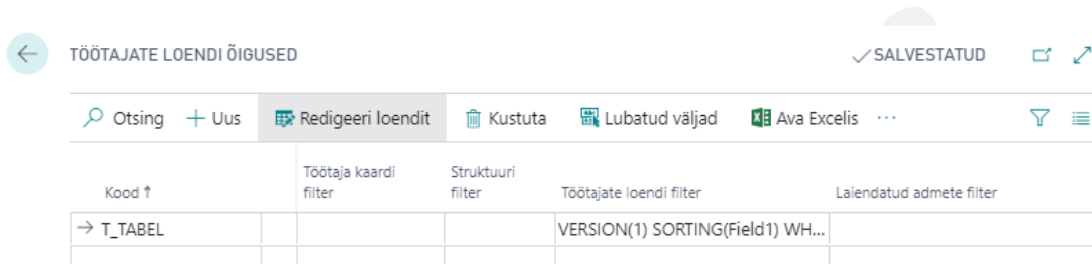 TÖÖTAJATE LOENDI ÕIGUSED
SALVESTATUD
Otsing
Uus
Redigeeri loendit
Kustuta
Lubatud väljad
Ava Excelis
Kood ↑
Töötaja kaardi filter
Struktuuri filter
Töötajate loendi filter
Laiendatud admete filter
T_TABEL
VERSION(1) SORTING(Field1) WH...